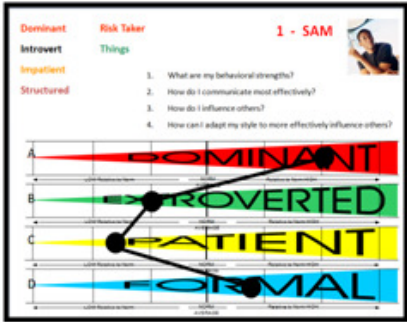 Dominant Risk Taker
1 - SAM
Introvert Things
Impatient
Structured
1. What are my behavioral strengths?
2. How do I communicate most effectively?
3. How do I influence others?
4. How can I adapt my style to more effectively influence others?
A DOMINANT
B EXTROVERTED
C PATIENT
D FORMAL